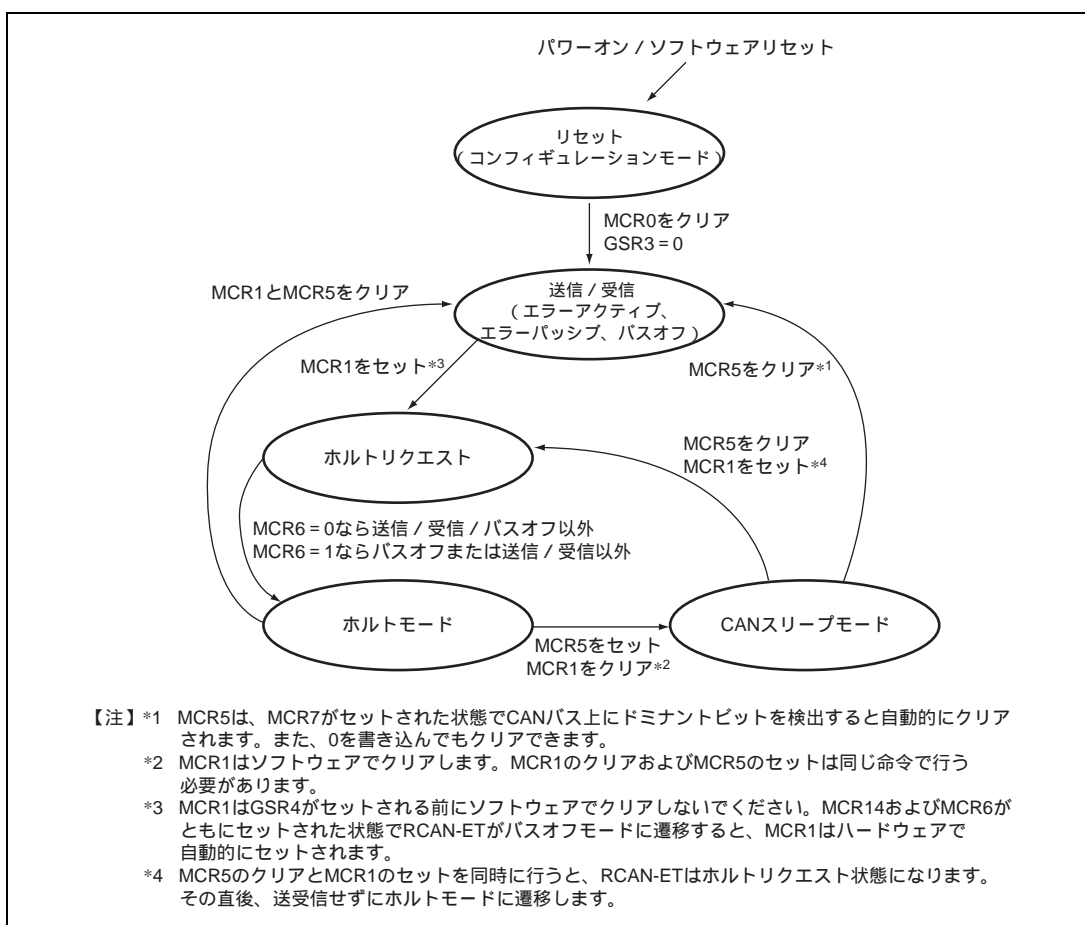 パワーオン / ソフトウェアリセット
リセット
( コンフィギュレーションモード )
MCR0をクリア
GSR3 = 0
MCR1とMCR5をクリア
送信 / 受信
( エラーアクティブ、
エラーパッシブ、バスオフ )
MCR1をセット*3
MCR5をクリア*1
ホルトリクエスト
MCR5をクリア
MCR1をセット*4
MCR6 = 0なら送信 / 受信 / バスオフ以外
MCR6 = 1ならバスオフまたは送信 / 受信以外
ホルトモード
CANスリープモード
MCR5をセット
MCR1をクリア*2
【注】*1 MCR5は、MCR7がセットされた状態でCANバス上にドミナントビットを検出すると自動的にクリア
されます。また、0を書き込んでもクリアできます。
*2 MCR1はソフトウェアでクリアします。MCR1のクリアおよびMCR5のセットは同じ命令で行う
必要があります。
*3 MCR1はGSR4がセットされる前にソフトウェアでクリアしないでください。MCR14およびMCR6が
ともにセットされた状態でRCAN-ETがバスオフモードに遷移すると、MCR1はハードウェアで
自動的にセットされます。
*4 MCR5のクリアとMCR1のセットを同時に行うと、RCAN-ETはホルトリクエスト状態になります。
その直後、送受信せずにホルトモードに遷移します。